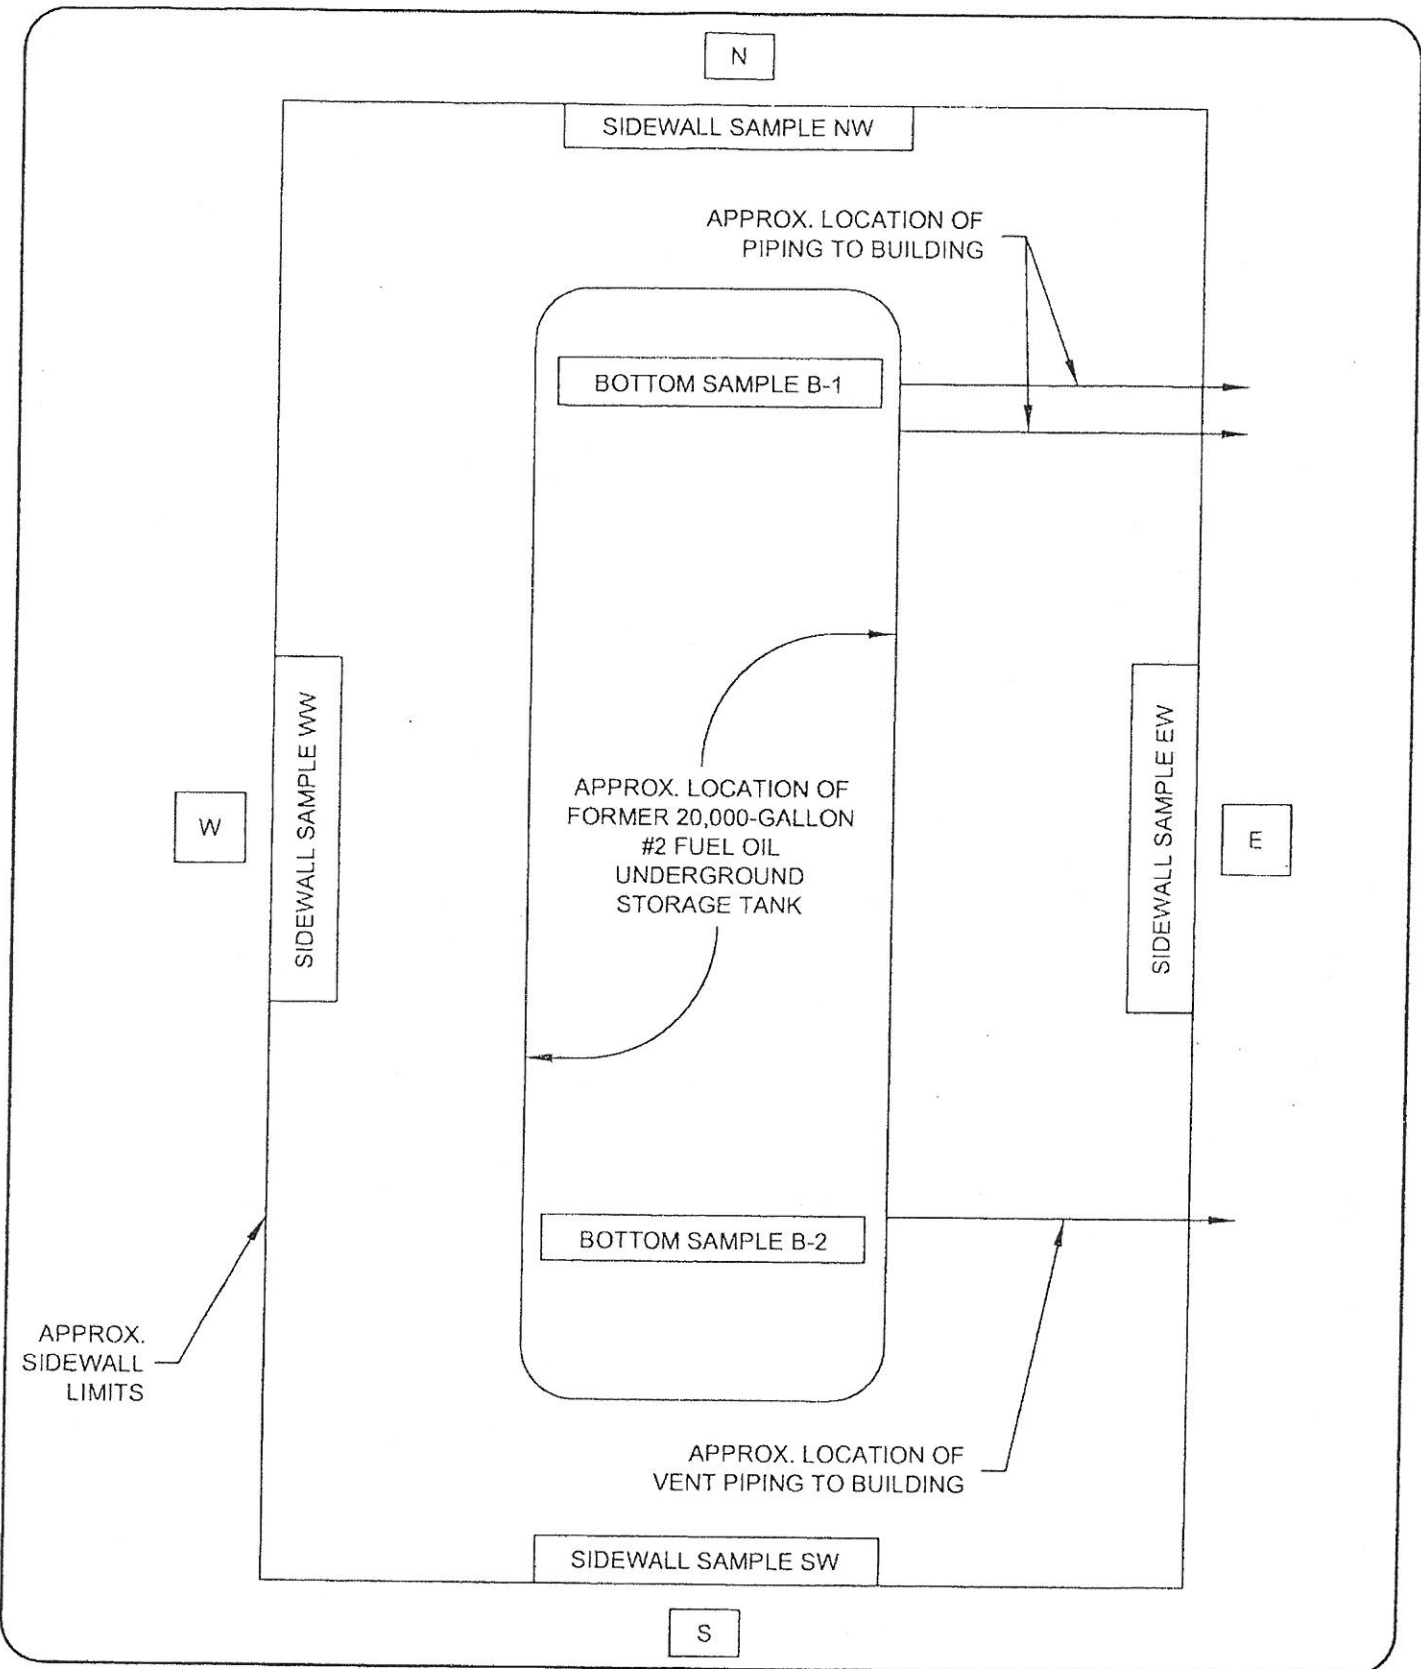 N
SIDEWALL SAMPLE NW
APPROX. LOCATION OF
PIPING TO BUILDING
BOTTOM SAMPLE B-1
SIDEWALL SAMPLE WW
W
APPROX. LOCATION OF
FORMER 20,000-GALLON
#2 FUEL OIL
UNDERGROUND
STORAGE TANK
SIDEWALL SAMPLE EW
E
BOTTOM SAMPLE B-2
APPROX.
SIDEWALL
LIMITS
APPROX. LOCATION OF
VENT PIPING TO BUILDING
SIDEWALL SAMPLE SW
S